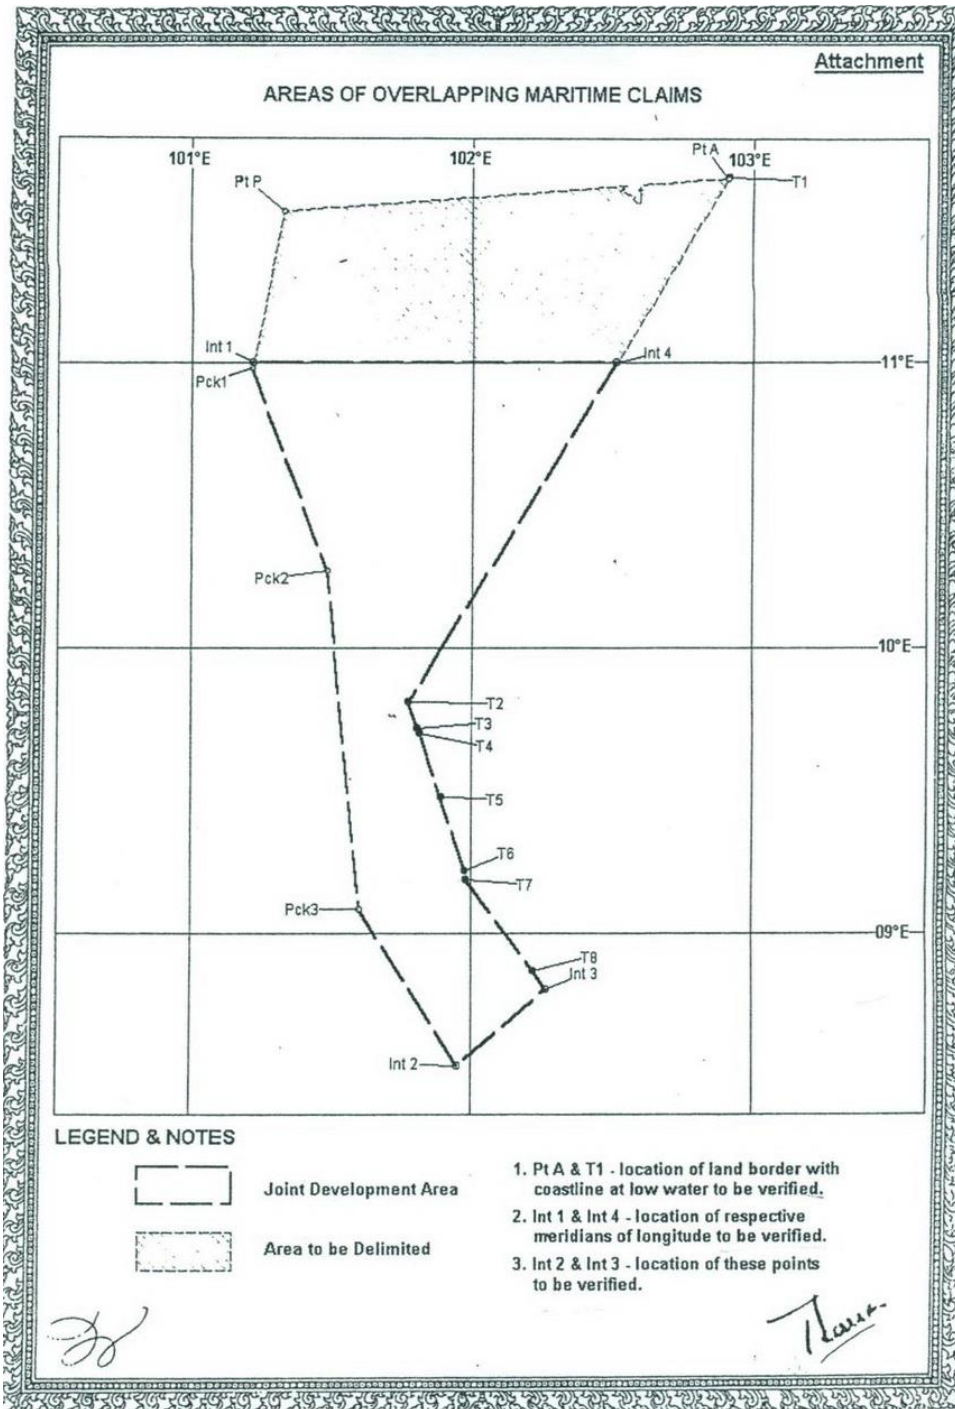 Attachment
AREAS OF OVERLAPPING MARITIME CLAIMS
101°E
102°E
103°E
Pt A
Pt P
T1
Int 1
Int 4
11°E
Pck1
Pck2
10°E
T2
T3
T4
T5
T6
T7
Pck3
09°E
T8
Int 3
Int 2
LEGEND & NOTES
Joint Development Area
Area to be Delimited
1. Pt A & T1 - location of land border with
coastline at low water to be verified.
2. Int 1 & Int 4 - location of respective
meridians of longitude to be verified.
3. Int 2 & Int 3 - location of these points
to be verified.